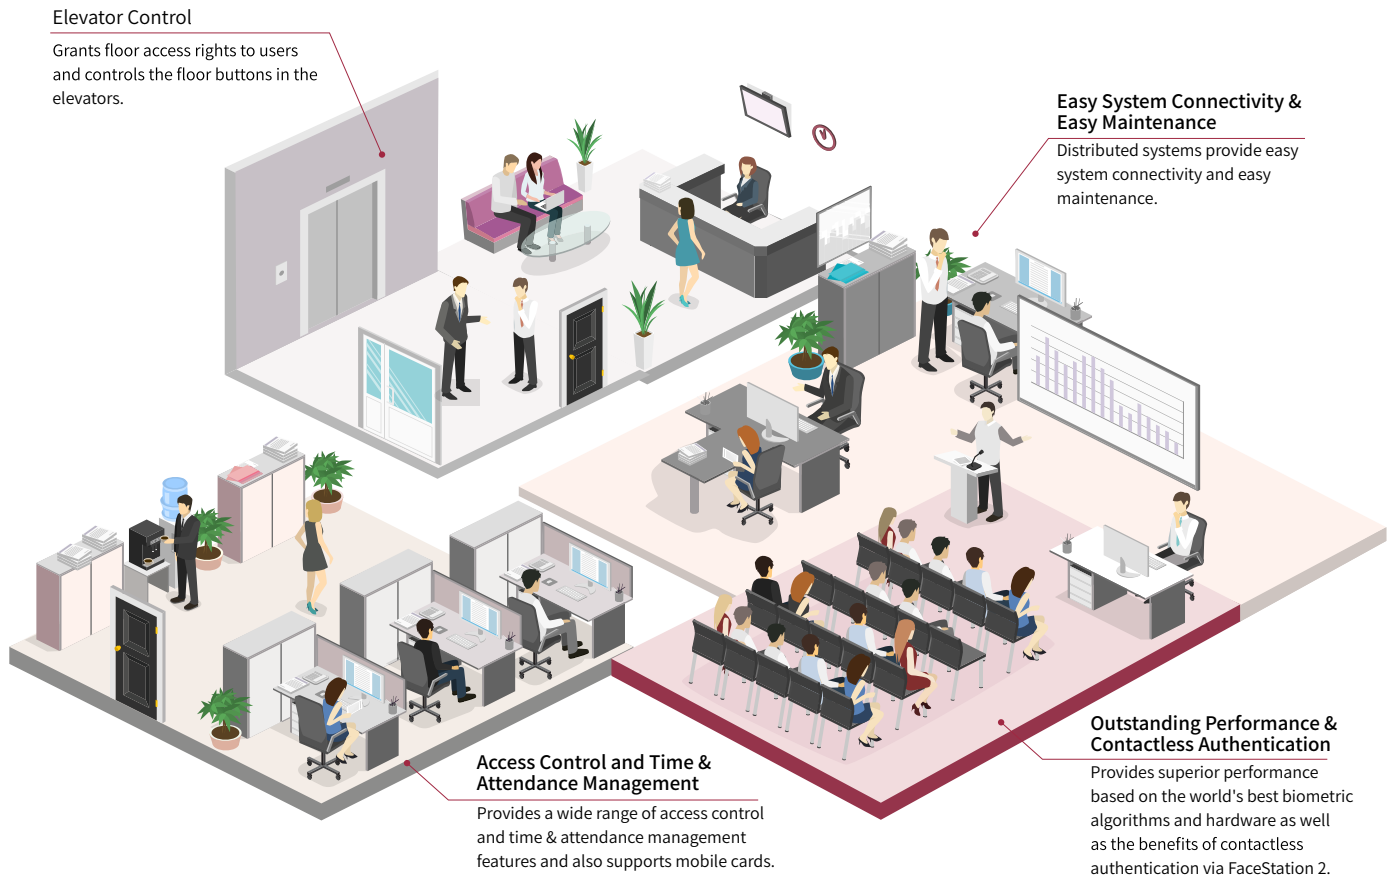 Elevator Control
Grants floor access rights to users
and controls the floor buttons in the
elevators.
Easy System Connectivity &
Easy Maintenance
Distributed systems provide easy
system connectivity and easy
maintenance.
Access Control and Time &
Attendance Management
Provides a wide range of access control
and time & attendance management
features and also supports mobile cards.
Outstanding Performance &
Contactless Authentication
Provides superior performance
based on the world's best biometric
algorithms and hardware as well
as the benefits of contactless
authentication via FaceStation 2.